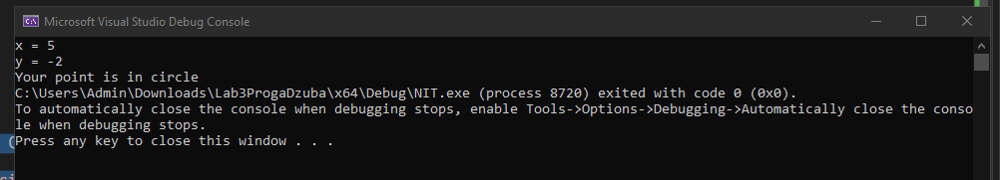 Microsoft Visual Studio Debug Console
x = 5
y = -2
Your point is in circle
C:\Users\Admin\Downloads\Lab3ProgaDzuba\x64\Debug\NIT.exe (process 8720) exited with code 0 (0x0).
To automatically close the console when debugging stops, enable Tools->Options->Debugging->Automatically close the conso
le when debugging stops.
Press any key to close this window . . .